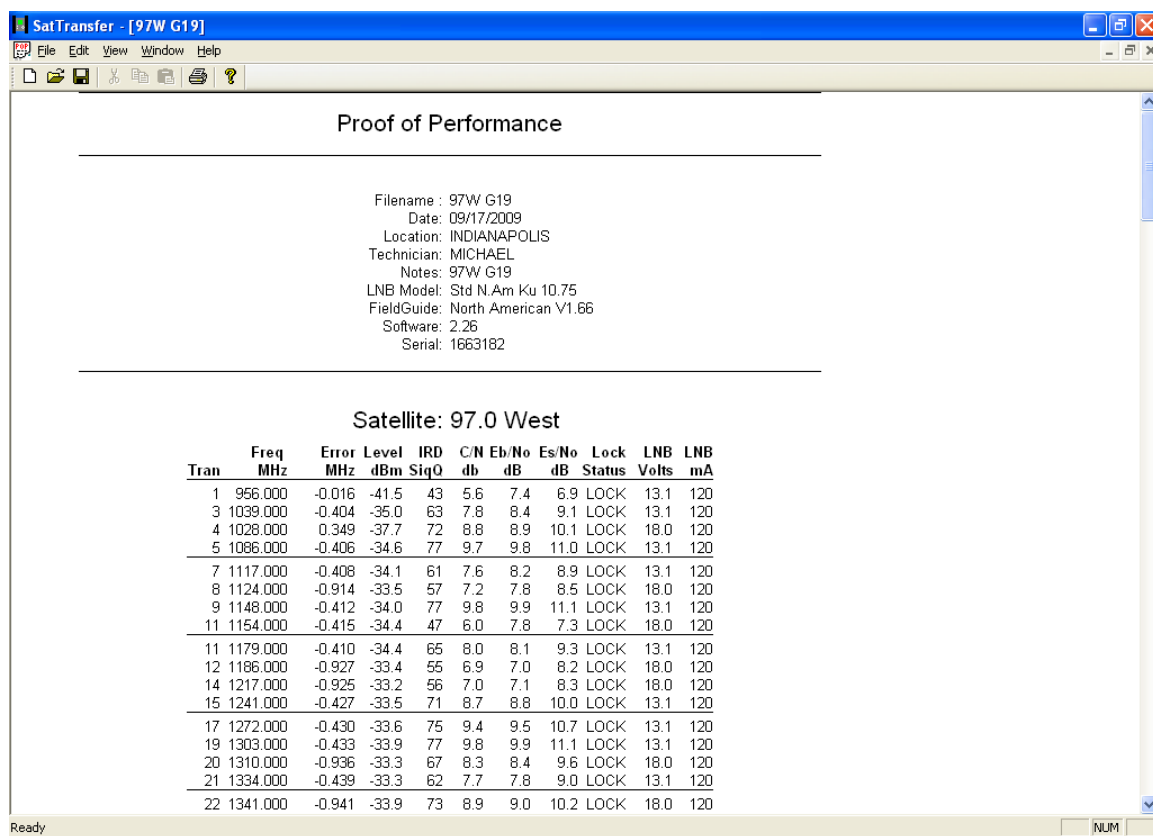 SatTransfer - [97W G19]
File Edit View Window Help
Proof of Performance
Filename : 97W G19
Date: 09/17/2009
Location: INDIANAPOLIS
Technician: MICHAEL
Notes: 97W G19
LNB Model: Std N.Am Ku 10.75
FieldGuide: North American V1.66
Software: 2.26
Serial: 1663182
Satellite: 97.0 West
Freq Error Level IRD C/N Eb/No Es/No Lock LNB LNB
Tran MHz MHz dBm SiqQ db dB dB Status Volts mA
1 956.000 -0.016 -41.5 43 5.6 7.4 6.9 LOCK 13.1 120
3 1039.000 -0.404 -35.0 63 7.8 8.4 9.1 LOCK 13.1 120
4 1028.000 0.349 -37.7 72 8.8 8.9 10.1 LOCK 18.0 120
5 1086.000 -0.406 -34.6 77 9.7 9.8 11.0 LOCK 13.1 120
7 1117.000 -0.408 -34.1 61 7.6 8.2 8.9 LOCK 13.1 120
8 1124.000 -0.914 -33.5 57 7.2 7.8 8.5 LOCK 18.0 120
9 1148.000 -0.412 -34.0 77 9.8 9.9 11.1 LOCK 13.1 120
11 1154.000 -0.415 -34.4 47 6.0 7.8 7.3 LOCK 18.0 120
11 1179.000 -0.410 -34.4 65 8.0 8.1 9.3 LOCK 13.1 120
12 1186.000 -0.927 -33.4 55 6.9 7.0 8.2 LOCK 18.0 120
14 1217.000 -0.925 -33.2 56 7.0 7.1 8.3 LOCK 18.0 120
15 1241.000 -0.427 -33.5 71 8.7 8.8 10.0 LOCK 13.1 120
17 1272.000 -0.430 -33.6 75 9.4 9.5 10.7 LOCK 13.1 120
19 1303.000 -0.433 -33.9 77 9.8 9.9 11.1 LOCK 13.1 120
20 1310.000 -0.936 -33.3 67 8.3 8.4 9.6 LOCK 18.0 120
21 1334.000 -0.439 -33.3 62 7.7 7.8 9.0 LOCK 13.1 120
22 1341.000 -0.941 -33.9 73 8.9 9.0 10.2 LOCK 18.0 120
Ready NUM